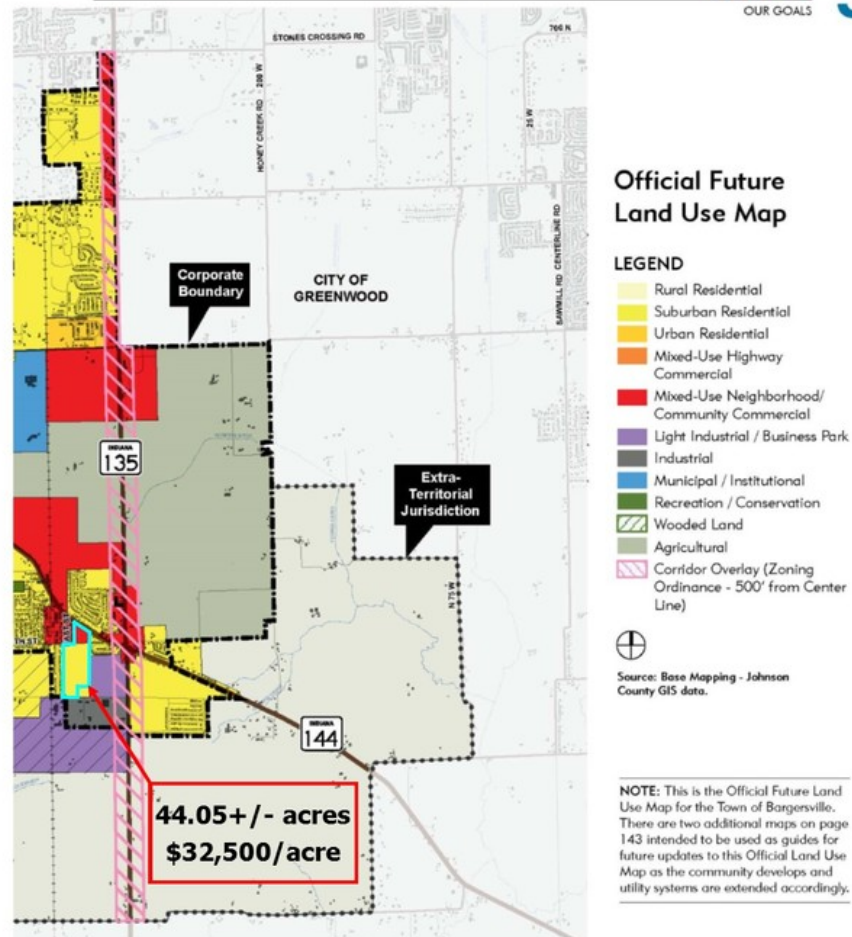 OUR GOALS
STONES CROSSING RD
700 N
HONEY CREEK RD - 200 W
25 W
SAWMILL RD CENTERLINE RD
Corporate
Boundary
CITY OF
GREENWOOD
INDIANA
135
Extra-
Territorial
Jurisdiction
N 75 W
INDIANA
144
44.05+/- acres
$32,500/acre
Official Future
Land Use Map
LEGEND
Rural Residential
Suburban Residential
Urban Residential
Mixed-Use Highway
Commercial
Mixed-Use Neighborhood/
Community Commercial
Light Industrial / Business Park
Industrial
Municipal / Institutional
Recreation / Conservation
Wooded Land
Agricultural
Corridor Overlay (Zoning
Ordinance - 500' from Center
Line)
Source: Base Mapping - Johnson
County GIS data.
NOTE: This is the Official Future Land
Use Map for the Town of Bargersville.
There are two additional maps on page
143 intended to be used as guides for
future updates to this Official Land Use
Map as the community develops and
utility systems are extended accordingly.